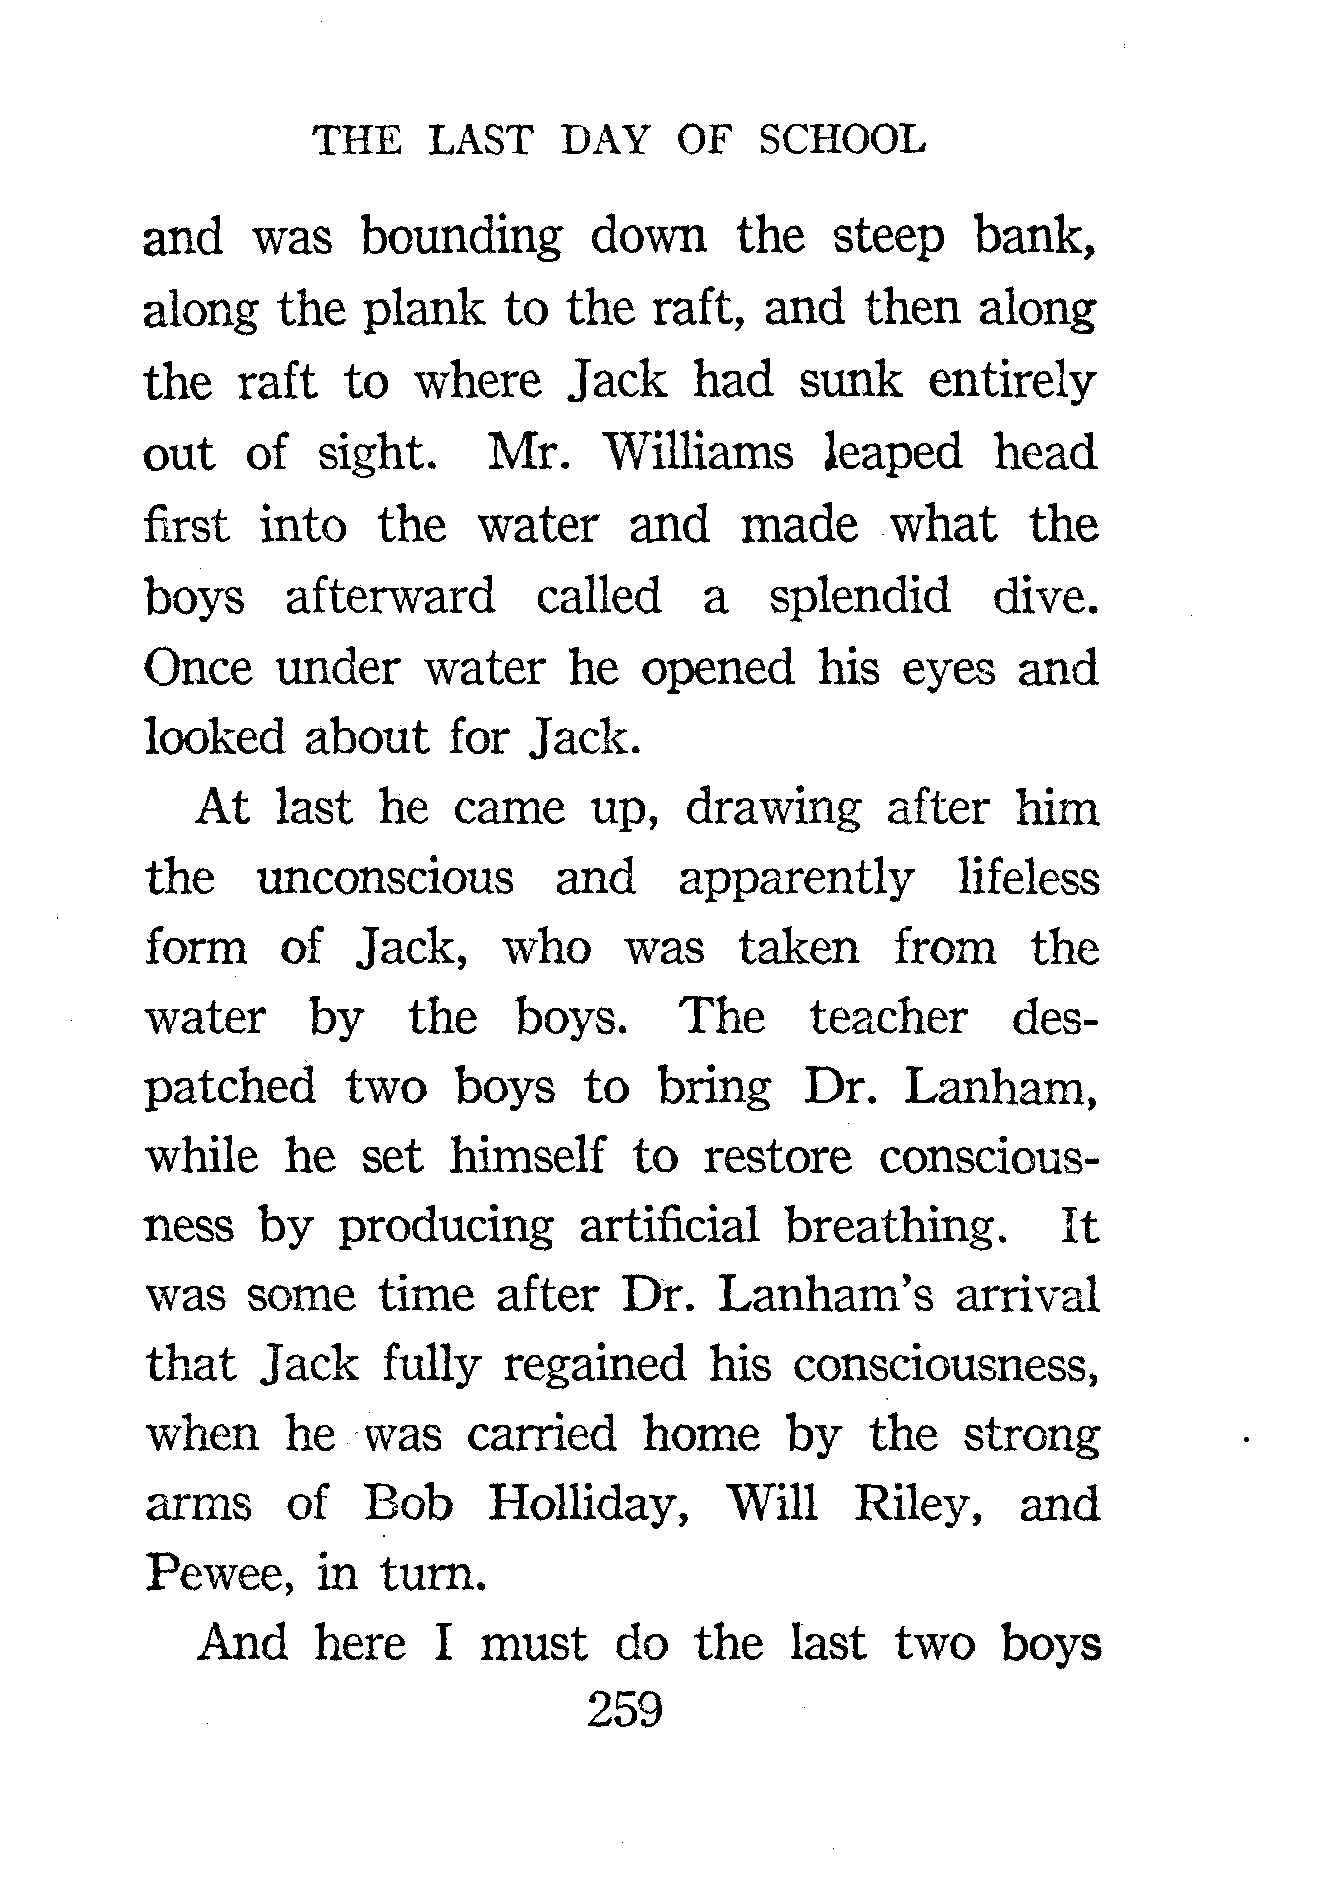 THE LAST DAY OF SCHOOL
and was bounding down the steep bank,
along the plank to the raft, and then along
the raft to where Jack had sunk entirely
out of sight. Mr. Williams leaped head
first into the water and made what the
boys afterward called a splendid dive.
Once under water he opened his eyes and
looked about for Jack.
At last he came up, drawing after him
the unconscious and apparently lifeless
form of Jack, who was taken from the
water by the boys. The teacher des-
patched two boys to bring Dr. Lanham,
while he set himself to restore conscious-
ness by producing artificial breathing. It
was some time after Dr. Lanham's arrival
that Jack fully regained his consciousness,
when he was carried home by the strong
arms of Bob Holliday, Will Riley, and
Pewee, in turn.
And here I must do the last two boys
259